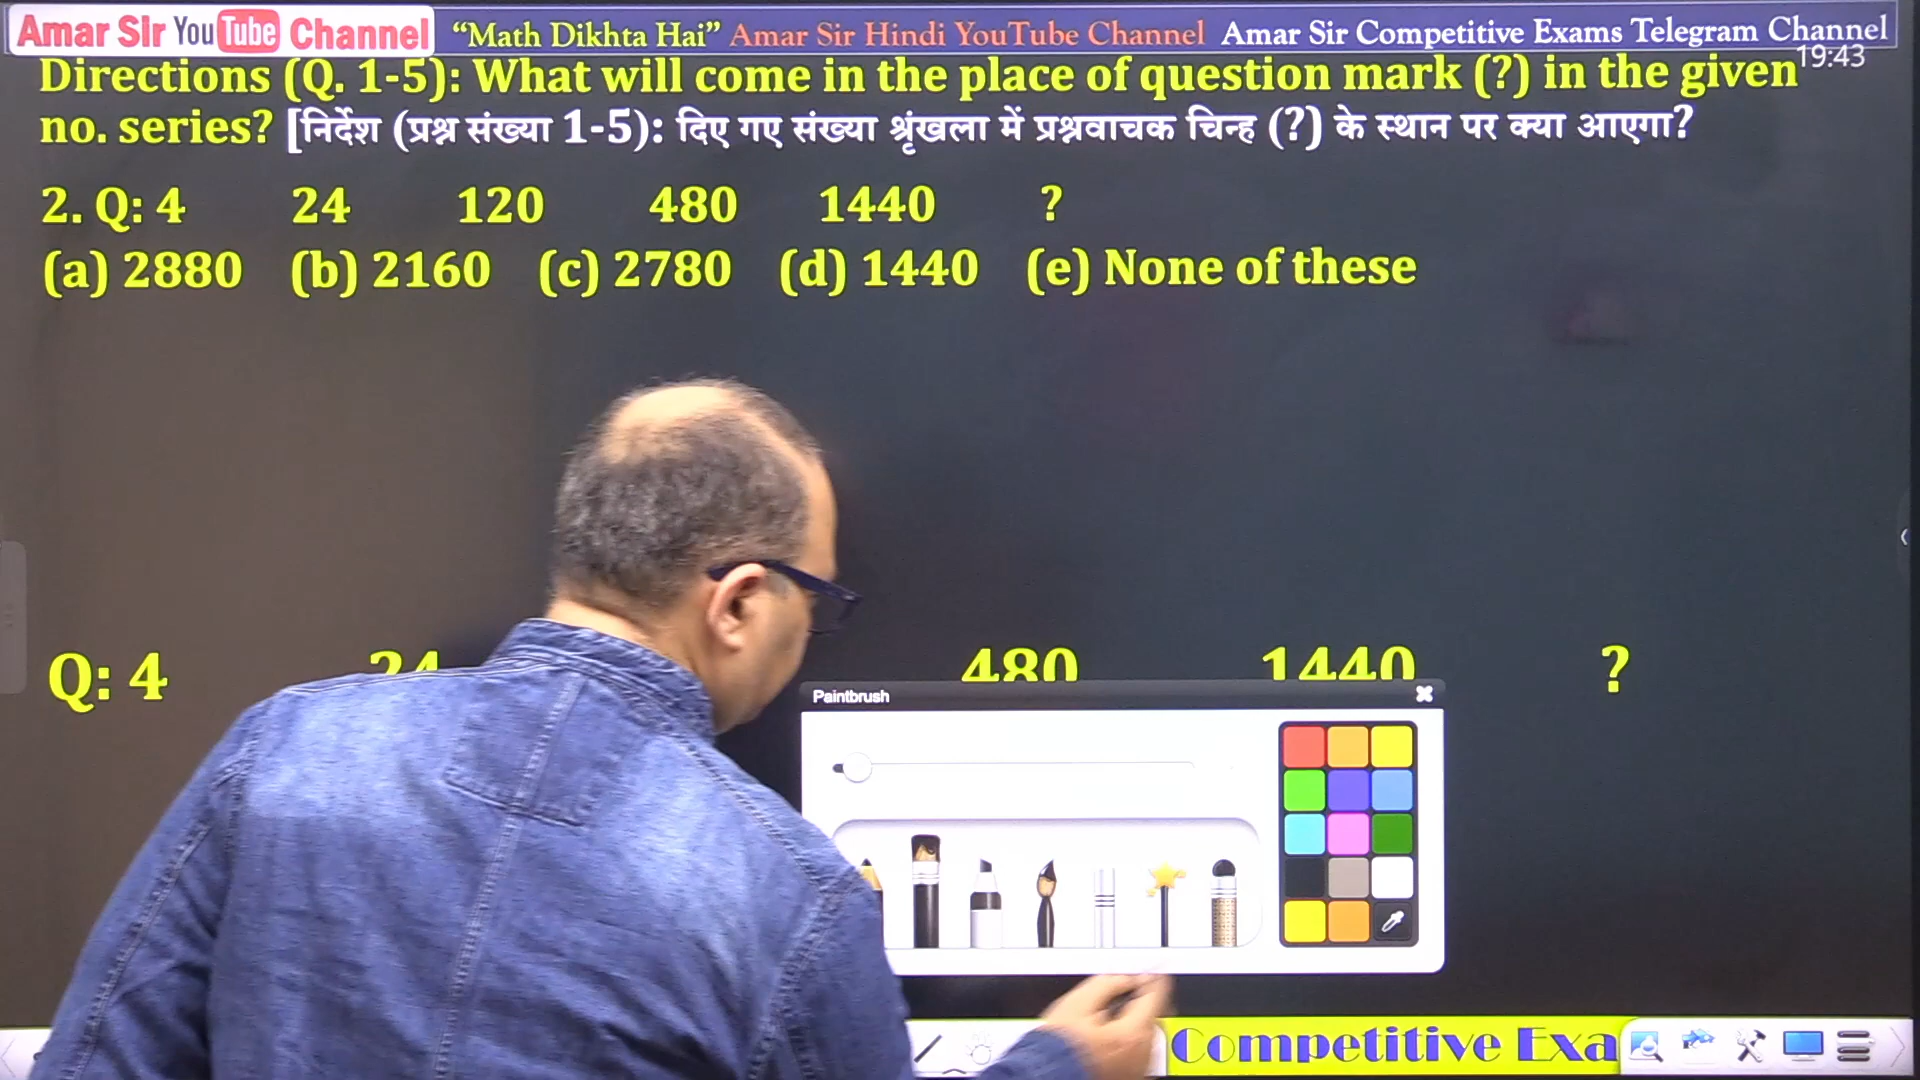 Amar Sir YouTube Channel "Math Dikhta Hai" Amar Sir Hindi YouTube Channel Amar Sir Competitive Exams Telegram Channel
19:43
Directions (Q. 1-5): What will come in the place of question mark (?) in the given
no. series? [निर्देश (प्रश्न संख्या 1-5): दिए गए संख्या श्रृंखला में प्रश्नवाचक चिन्ह (?) के स्थान पर क्या आएगा?
2. Q: 4 24 120 480 1440 ?
(a) 2880 (b) 2160 (c) 2780 (d) 1440 (e) None of these
Q: 4 24 480 1440 ?
Paintbrush
Competitive Exa